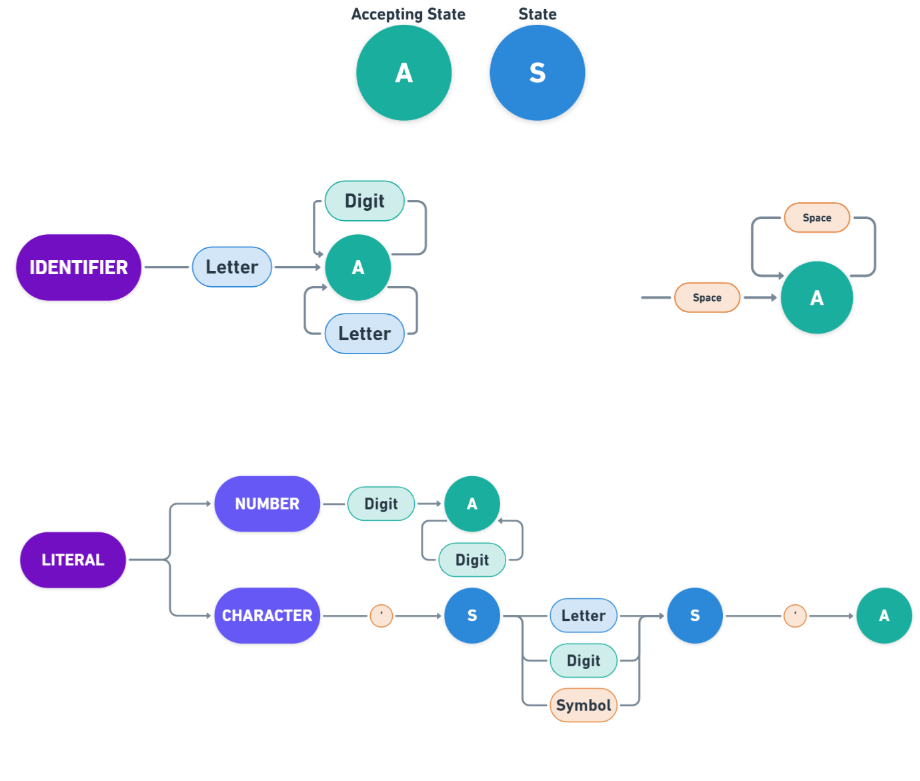 Accepting State
State
A
S
Digit
IDENTIFIER
Letter
A
Letter
Space
Space
A
NUMBER
Digit
A
Digit
LITERAL
CHARACTER
'
S
Letter
S
'
A
Digit
Symbol